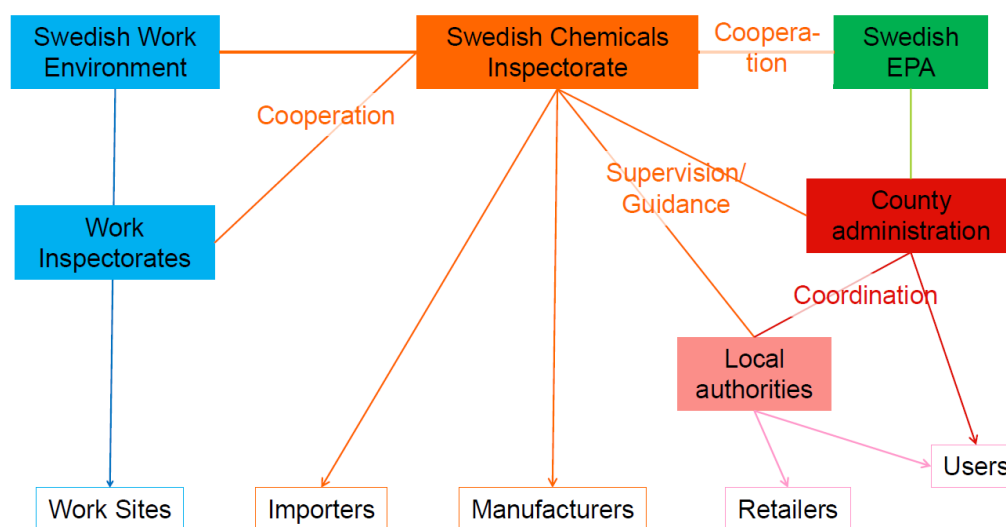 Swedish Work
Environment
Swedish Chemicals
Inspectorate
Coopera-
tion
Swedish
EPA
Cooperation
Supervision/
Guidance
Work
Inspectorates
County
administration
Coordination
Local
authorities
Users
Work Sites
Importers
Manufacturers
Retailers